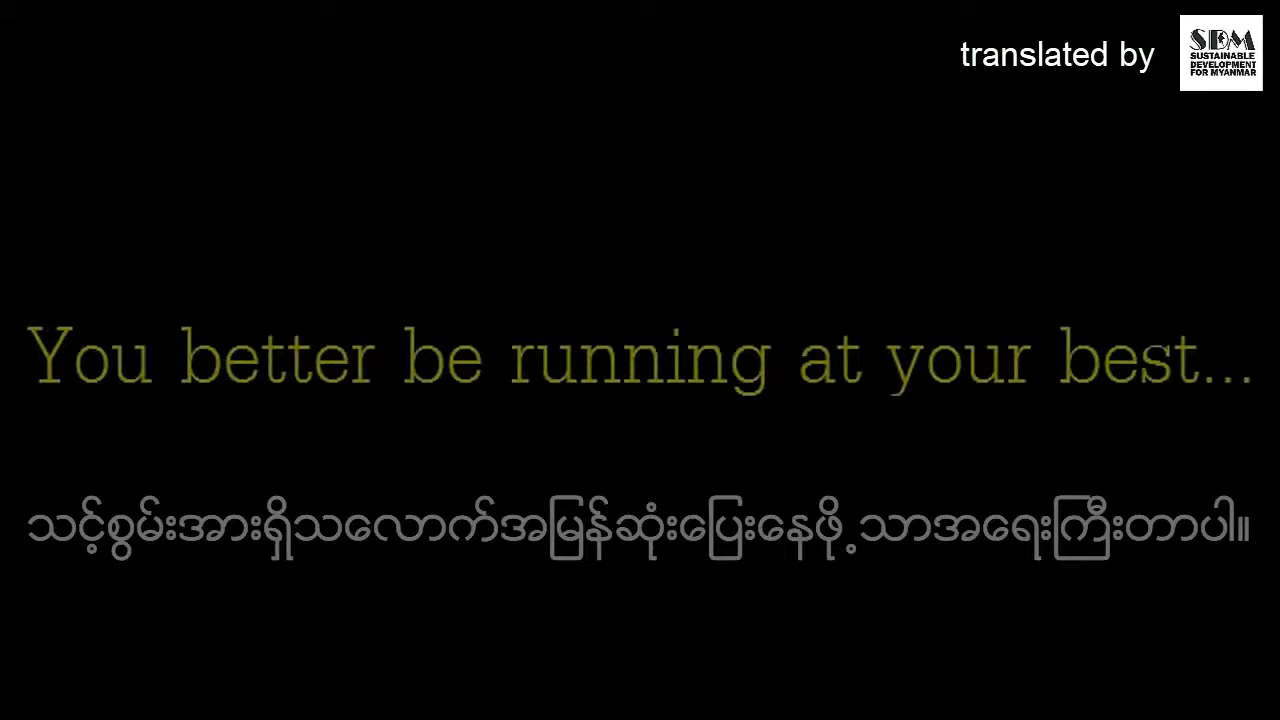 translated by
SDM
SUSTAINABLE
DEVELOPMENT
FOR MYANMAR
You better be running at your best...
သင့်စွမ်းအားရှိသလောက်အမြန်ဆုံးပြေးနေဖို့သာအရေးကြီးတာပါ။